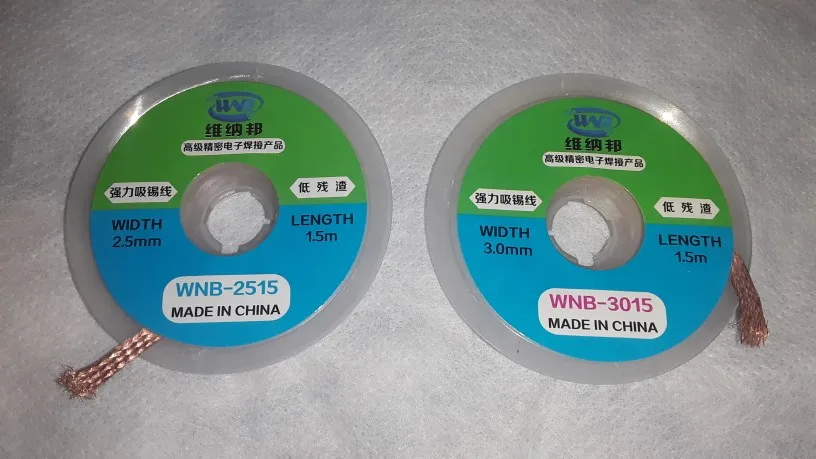 WNB
维纳邦
高级精密电子焊接产品
强力吸锡线
低残渣
WIDTH
2.5mm
LENGTH
1.5m
WNB-2515
MADE IN CHINA
WNB
维纳邦
高级精密电子焊接产品
强力吸锡线
低残渣
WIDTH
3.0mm
LENGTH
1.5m
WNB-3015
MADE IN CHINA